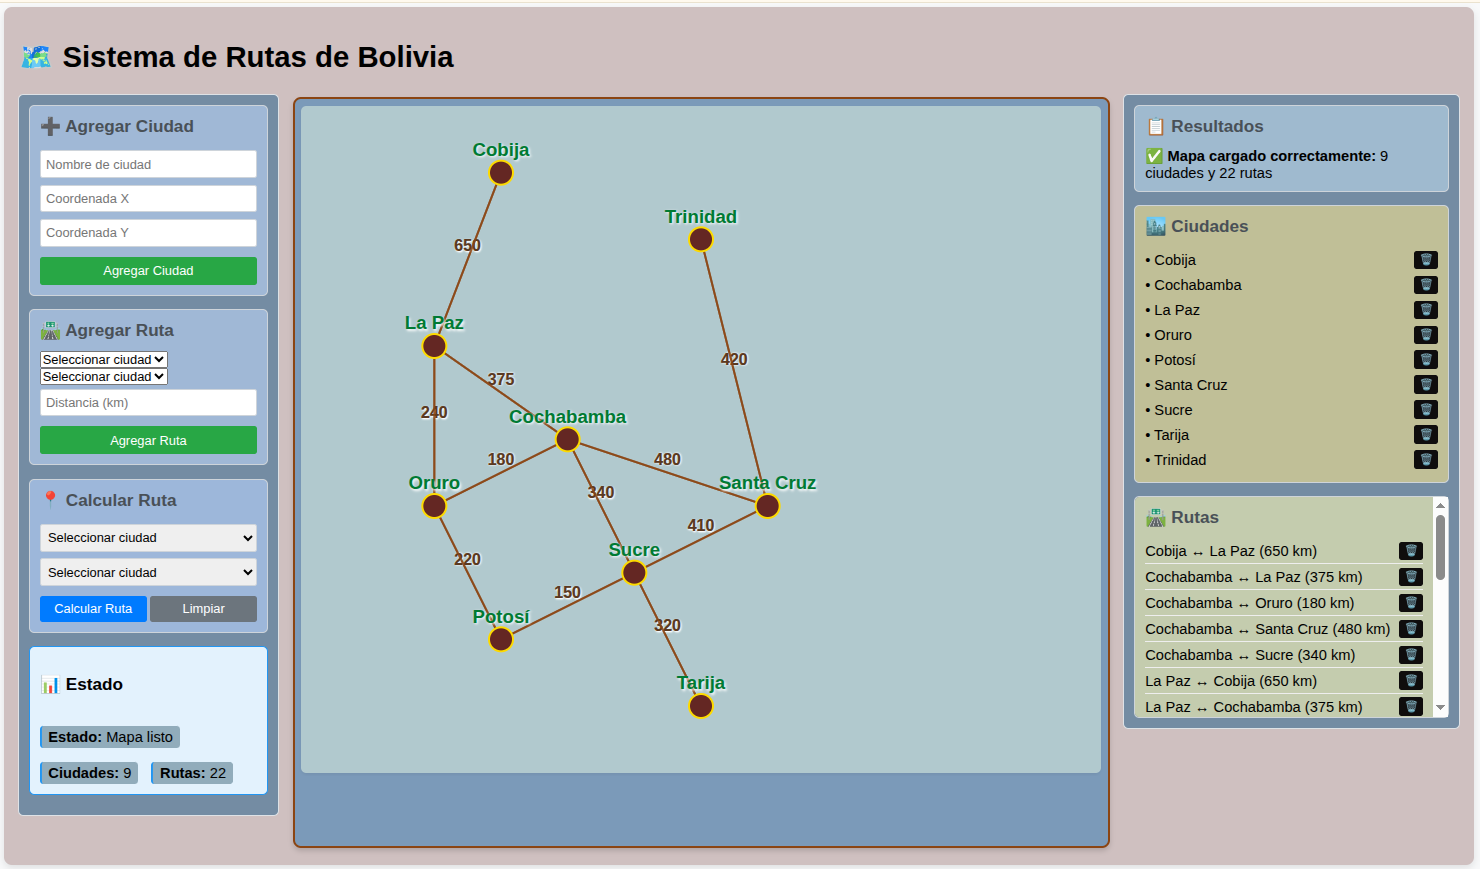 Sistema de Rutas de Bolivia
Agregar Ciudad
Nombre de ciudad
Coordenada X
Coordenada Y
Agregar Ciudad
Agregar Ruta
Seleccionar ciudad
Seleccionar ciudad
Distancia (km)
Agregar Ruta
Calcular Ruta
Seleccionar ciudad
Seleccionar ciudad
Calcular Ruta Limpiar
Estado
Estado: Mapa listo
Ciudades: 9 Rutas: 22
Cobija
Trinidad
650
La Paz
420
375
240
Cochabamba
180
480
Oruro
Santa Cruz
340
410
Sucre
220
150
Potosí
320
Tarija
Resultados
Mapa cargado correctamente: 9
ciudades y 22 rutas
Ciudades
• Cobija
• Cochabamba
• La Paz
• Oruro
• Potosí
• Santa Cruz
• Sucre
• Tarija
• Trinidad
Rutas
Cobija ↔ La Paz (650 km)
Cochabamba ↔ La Paz (375 km)
Cochabamba ↔ Oruro (180 km)
Cochabamba ↔ Santa Cruz (480 km)
Cochabamba ↔ Sucre (340 km)
La Paz ↔ Cobija (650 km)
La Paz ↔ Cochabamba (375 km)